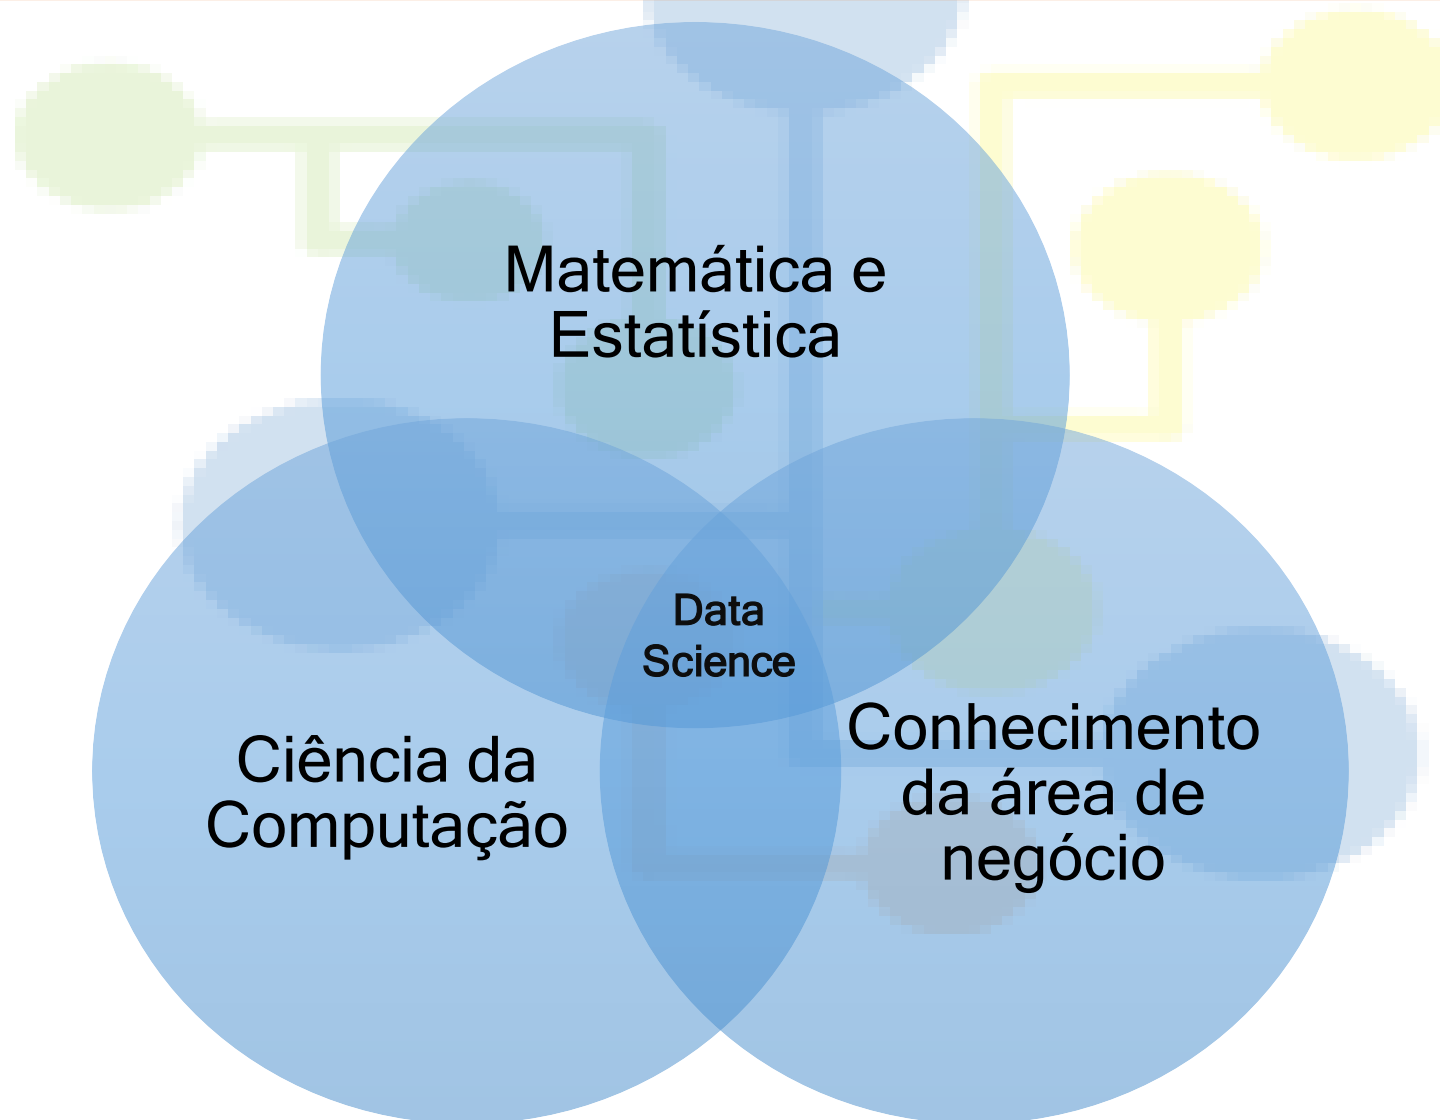 Matemática e
Estatística
Data
Science
Ciência da
Computação
Conhecimento
da área de
negócio